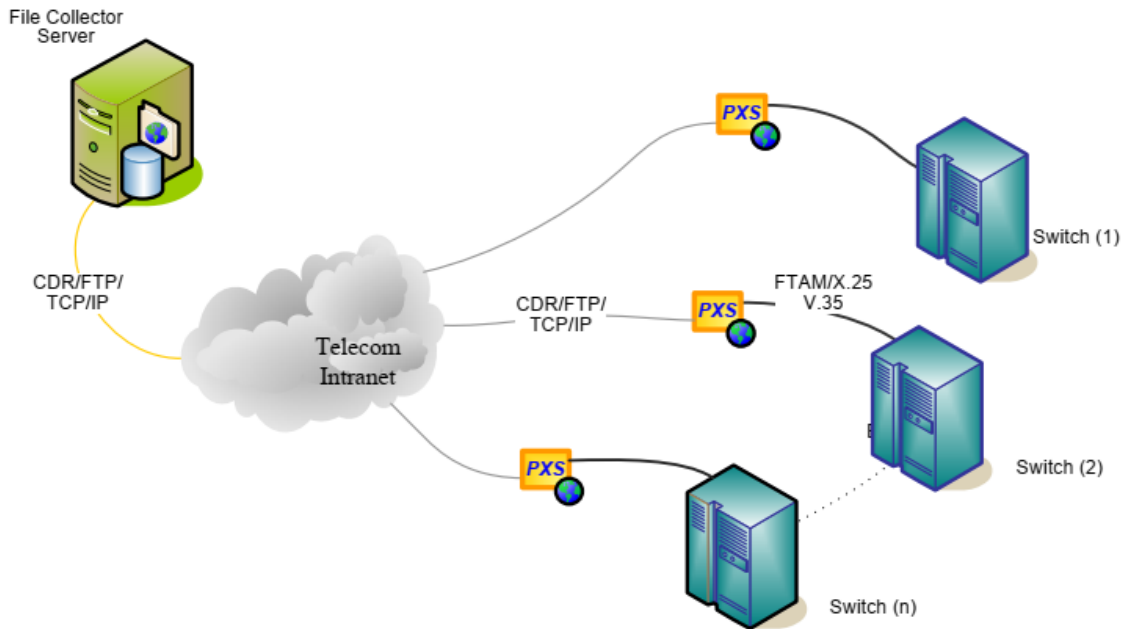 File Collector
Server
PXS
Switch (1)
CDR/FTP/
TCP/IP
CDR/FTP/
TCP/IP
PXS
FTAM/X.25
V.35
Telecom
Intranet
Switch (2)
PXS
Switch (n)